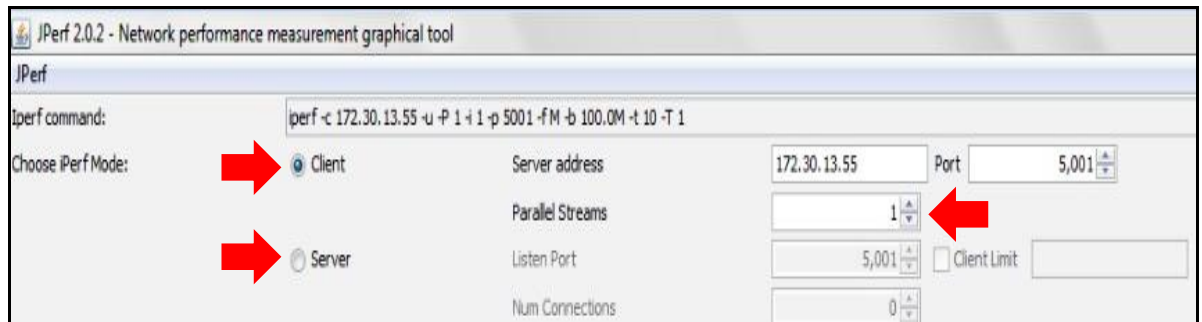 JPerf 2.0.2 - Network performance measurement graphical tool
JPerf
Iperf command: iperf -c 172.30.13.55 -u -P 1 -i 1 -p 5001 -f M -b 100.0M -t 10 -T 1
Choose iPerf Mode: Client Server address 172.30.13.55 Port 5,001
Parallel Streams 1
Server Listen Port 5,001 Client Limit
Num Connections 0